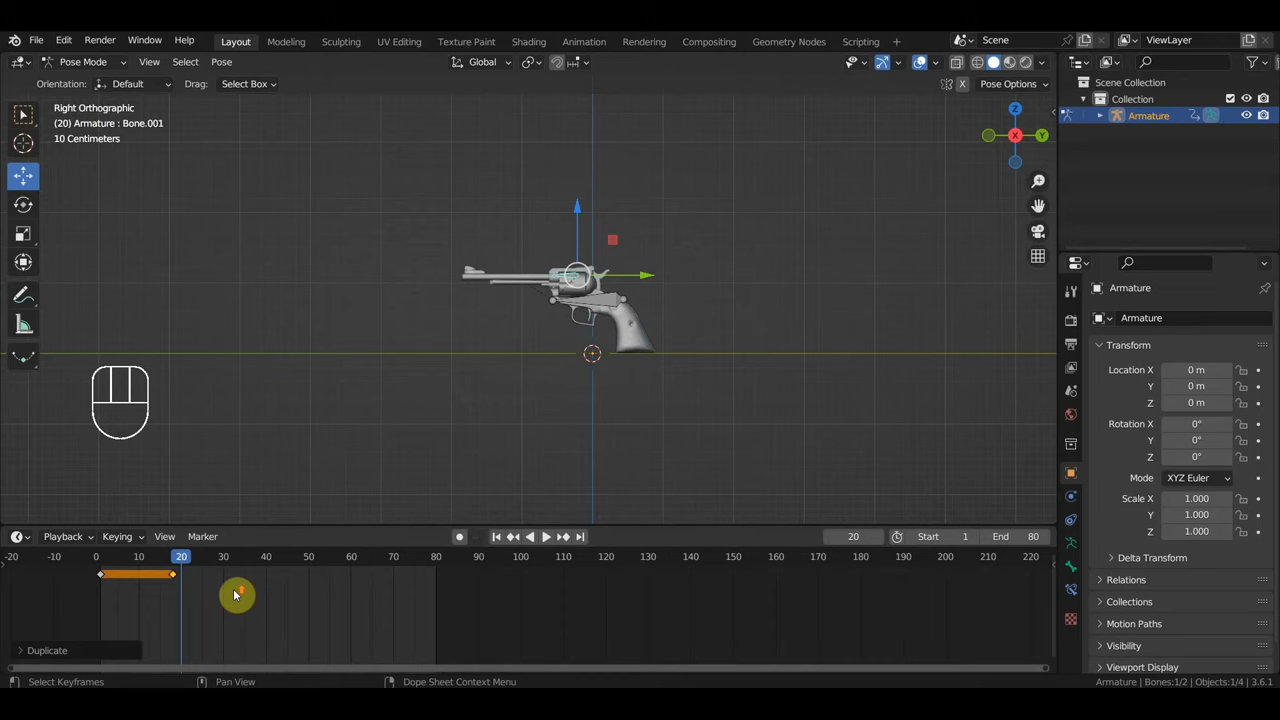 File Edit Render Window Help Layout Modeling Sculpting UV Editing Texture Paint Shading Animation Rendering Compositing Geometry Nodes Scripting + Scene ViewLayer
Pose Mode View Select Pose Global
Orientation: Default Drag: Select Box X Pose Options
Right Orthographic
(20) Armature : Bone.001
10 Centimeters
Z
Y
X
Scene Collection
Collection
Armature
Armature
Armature
Transform
Location X 0 m
Y 0 m
Z 0 m
Rotation X 0°
Y 0°
Z 0°
Mode XYZ Euler
Scale X 1.000
Y 1.000
Z 1.000
Delta Transform
Relations
Collections
Motion Paths
Visibility
Viewport Display
Playback Keying View Marker 20 Start 1 End 80
-20 -10 0 10 20 30 40 50 60 70 80 90 100 110 120 130 140 150 160 170 180 190 200 210 220
Duplicate
Select Keyframes Pan View Dope Sheet Context Menu Armature | Bones:1/2 | Objects:1/4 | 3.6.1